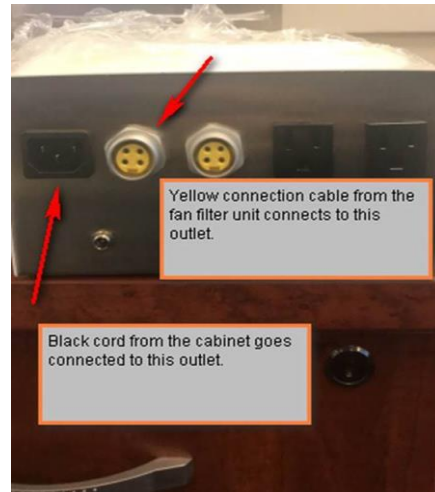 Yellow connection cable from the
fan filter unit connects to this
outlet.
Black cord from the cabinet goes
connected to this outlet.